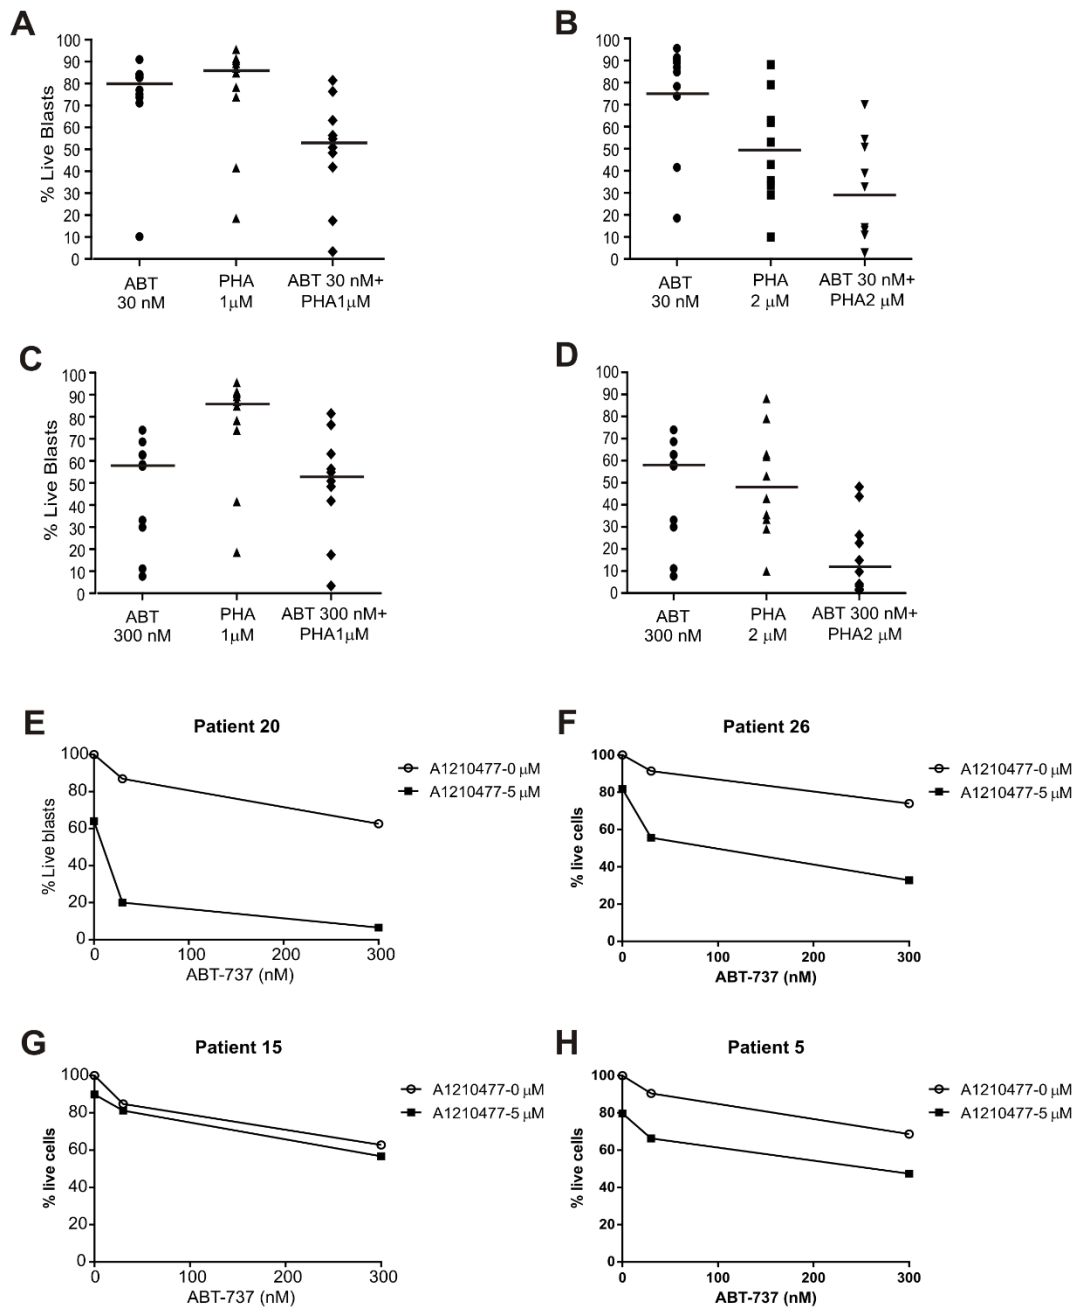 A
% Live Blasts
100
90
80
70
60
50
40
30
20
10
0
ABT
30 nM
PHA
1μM
ABT 30 nM+
PHA1μM
B
100
90
80
70
60
50
40
30
20
10
0
ABT
30 nM
PHA
2 μM
ABT 30 nM+
PHA2 μM
C
% Live Blasts
100
90
80
70
60
50
40
30
20
10
0
ABT
300 nM
PHA
1μM
ABT 300 nM+
PHA1μM
D
100
90
80
70
60
50
40
30
20
10
0
ABT
300 nM
PHA
2 μM
ABT 300 nM+
PHA2 μM
E
Patient 20
% Live blasts
100
80
60
40
20
0
0 100 200 300
ABT-737 (nM)
A1210477-0 μM
A1210477-5 μM
F
Patient 26
% live cells
100
80
60
40
20
0
0 100 200 300
ABT-737 (nM)
A1210477-0 μM
A1210477-5 μM
G
Patient 15
% live cells
100
80
60
40
20
0
0 100 200 300
ABT-737 (nM)
A1210477-0 μM
A1210477-5 μM
H
Patient 5
% live cells
100
80
60
40
20
0
0 100 200 300
ABT-737 (nM)
A1210477-0 μM
A1210477-5 μM